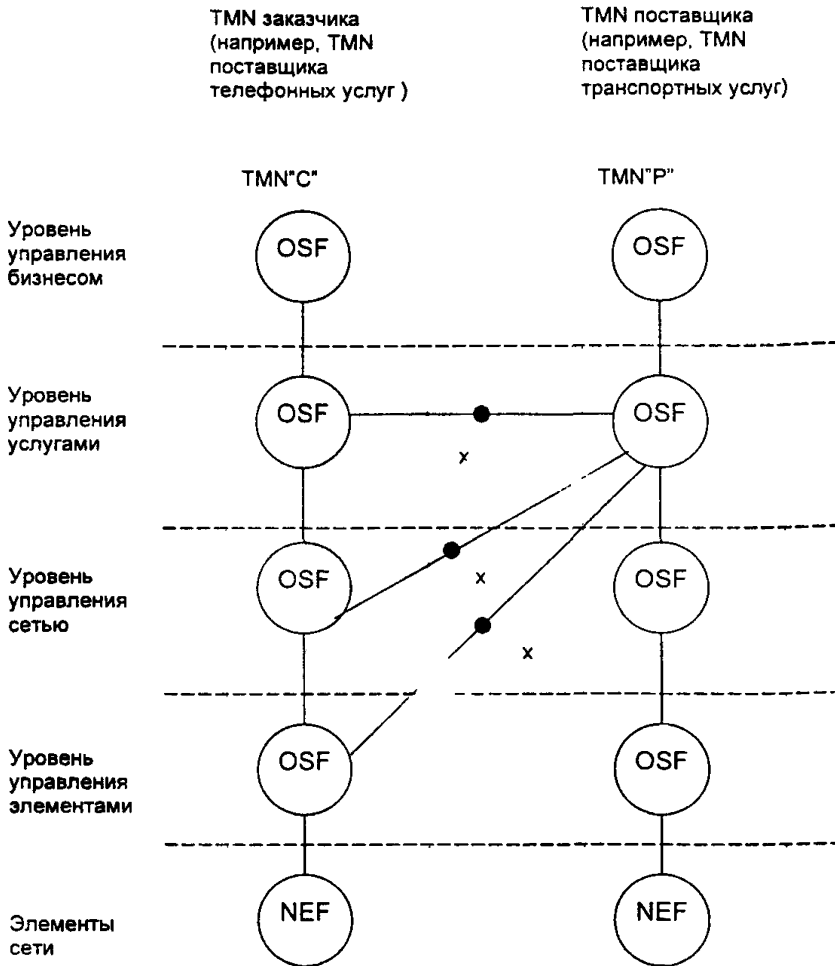 TMN заказчика
(например, TMN
поставщика
телефонных услуг )
TMN поставщика
(например, TMN
поставщика
транспортных услуг)
TMN"C"
TMN"P"
Уровень
управления
бизнесом
OSF
OSF
Уровень
управления
услугами
OSF
OSF
x
Уровень
управления
сетью
OSF
x
OSF
x
Уровень
управления
элементами
OSF
OSF
Элементы
сети
NEF
NEF